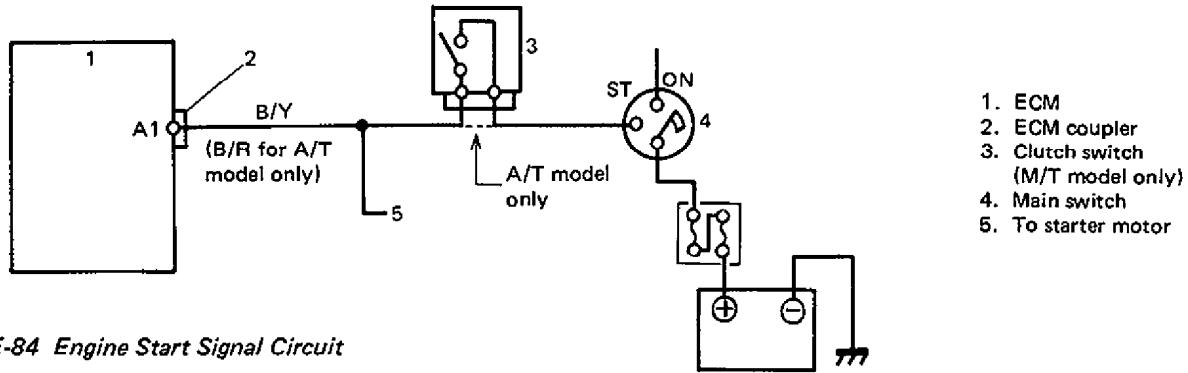 1
2
3
ST
ON
B/Y
A1
4
(B/R for A/T
model only)
A/T model
only
5
+
−
1. ECM
2. ECM coupler
3. Clutch switch
(M/T model only)
4. Main switch
5. To starter motor
-84 Engine Start Signal Circuit